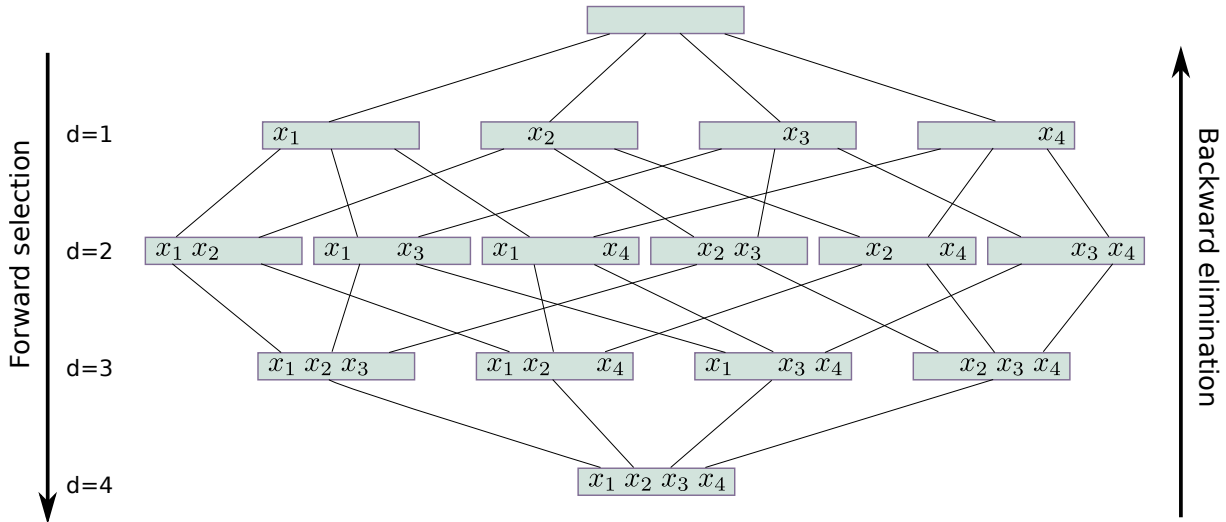 Forward selection
d=1
x₁
x₂
x₃
x₄
d=2
x₁ x₂
x₁ x₃
x₁ x₄
x₂ x₃
x₂ x₄
x₃ x₄
d=3
x₁ x₂ x₃
x₁ x₂ x₄
x₁ x₃ x₄
x₂ x₃ x₄
d=4
x₁ x₂ x₃ x₄
Backward elimination